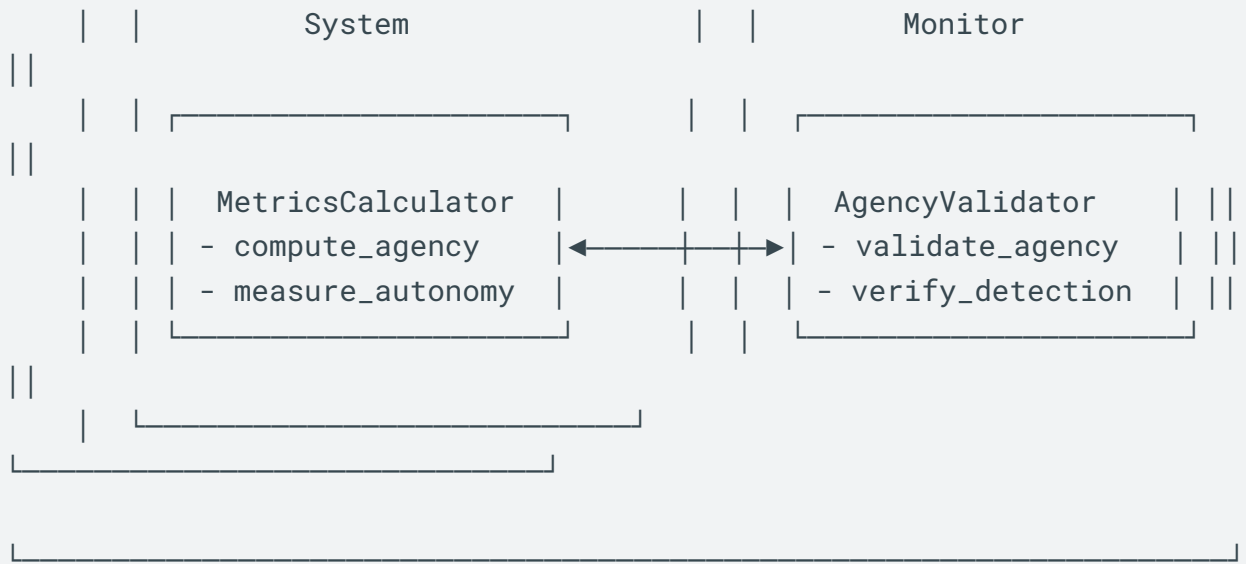 System Monitor
MetricsCalculator AgencyValidator
- compute_agency - validate_agency
- measure_autonomy - verify_detection